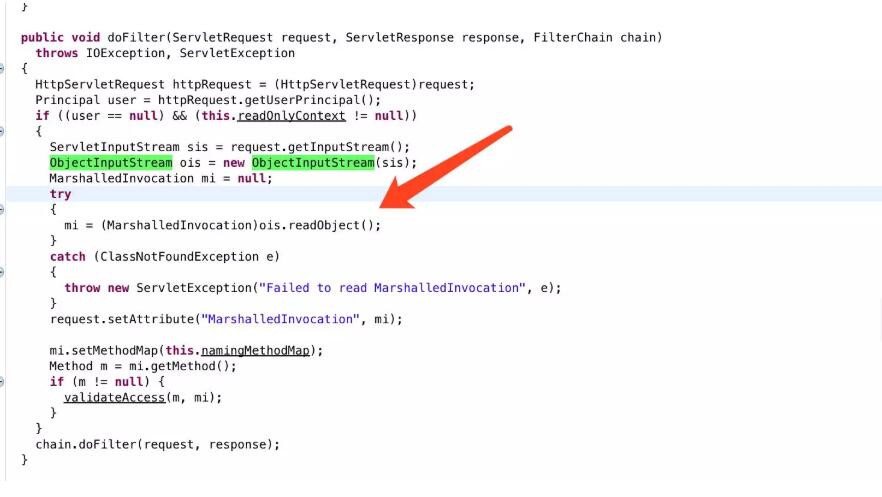 }
public void doFilter(ServletRequest request, ServletResponse response, FilterChain chain)
throws IOException, ServletException
{
HttpServletRequest httpRequest = (HttpServletRequest)request;
Principal user = httpRequest.getUserPrincipal();
if ((user == null) && (this.readOnlyContext != null))
{
ServletInputStream sis = request.getInputStream();
ObjectInputStream ois = new ObjectInputStream(sis);
MarshalledInvocation mi = null;
try
{
mi = (MarshalledInvocation)ois.readObject();
}
catch (ClassNotFoundException e)
{
throw new ServletException("Failed to read MarshalledInvocation", e);
}
request.setAttribute("MarshalledInvocation", mi);
mi.setMethodMap(this.namingMethodMap);
Method m = mi.getMethod();
if (m != null) {
validateAccess(m, mi);
}
}
chain.doFilter(request, response);
}